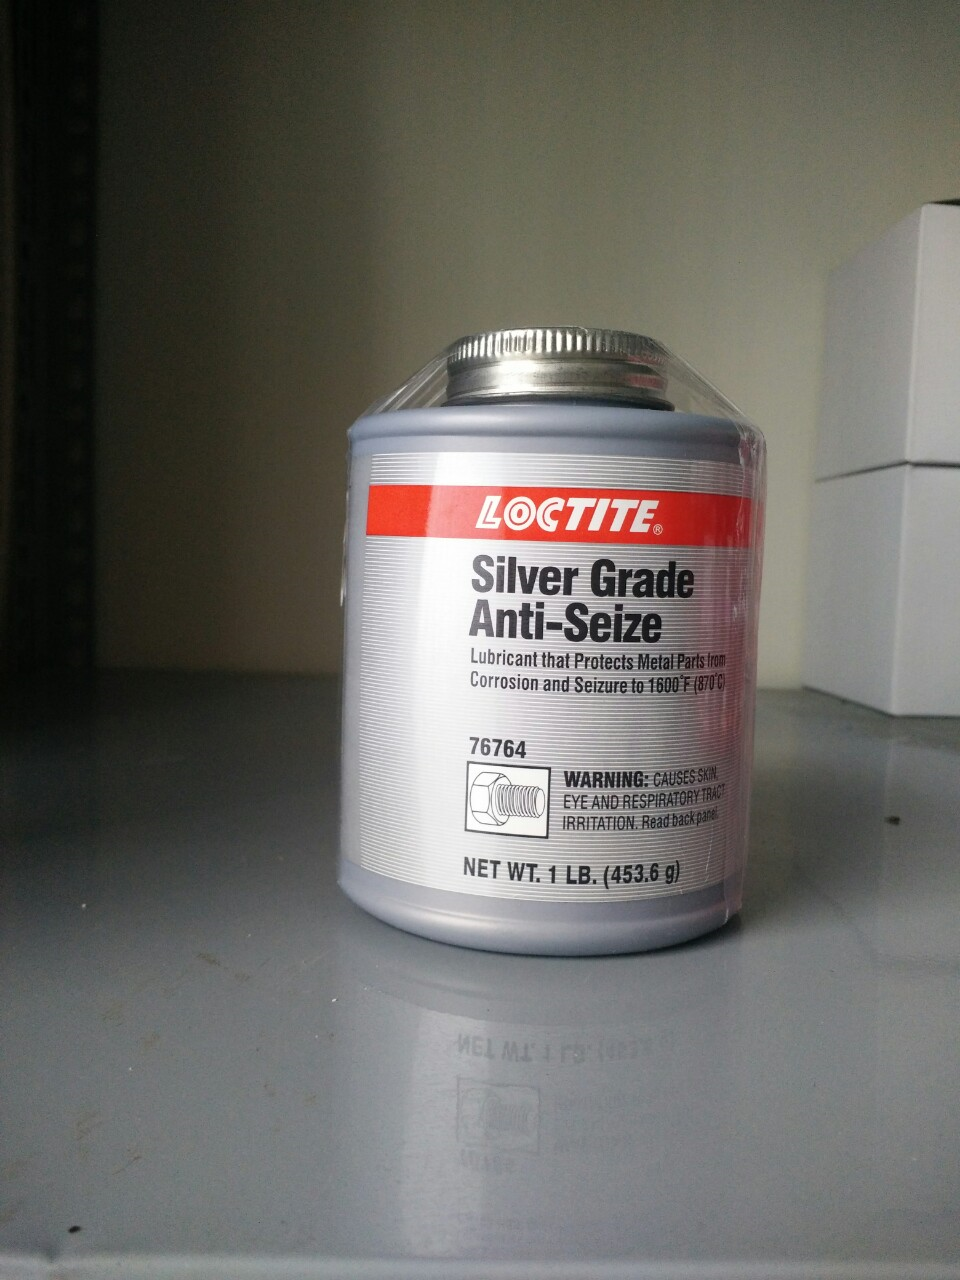 LOCTITE®
Silver Grade
Anti-Seize
Lubricant that Protects Metal Parts from
Corrosion and Seizure to 1600°F (870°C)
76764
WARNING: CAUSES SKIN,
EYE AND RESPIRATORY TRACT
IRRITATION. Read back panel.
NET WT. 1 LB. (453.6 g)